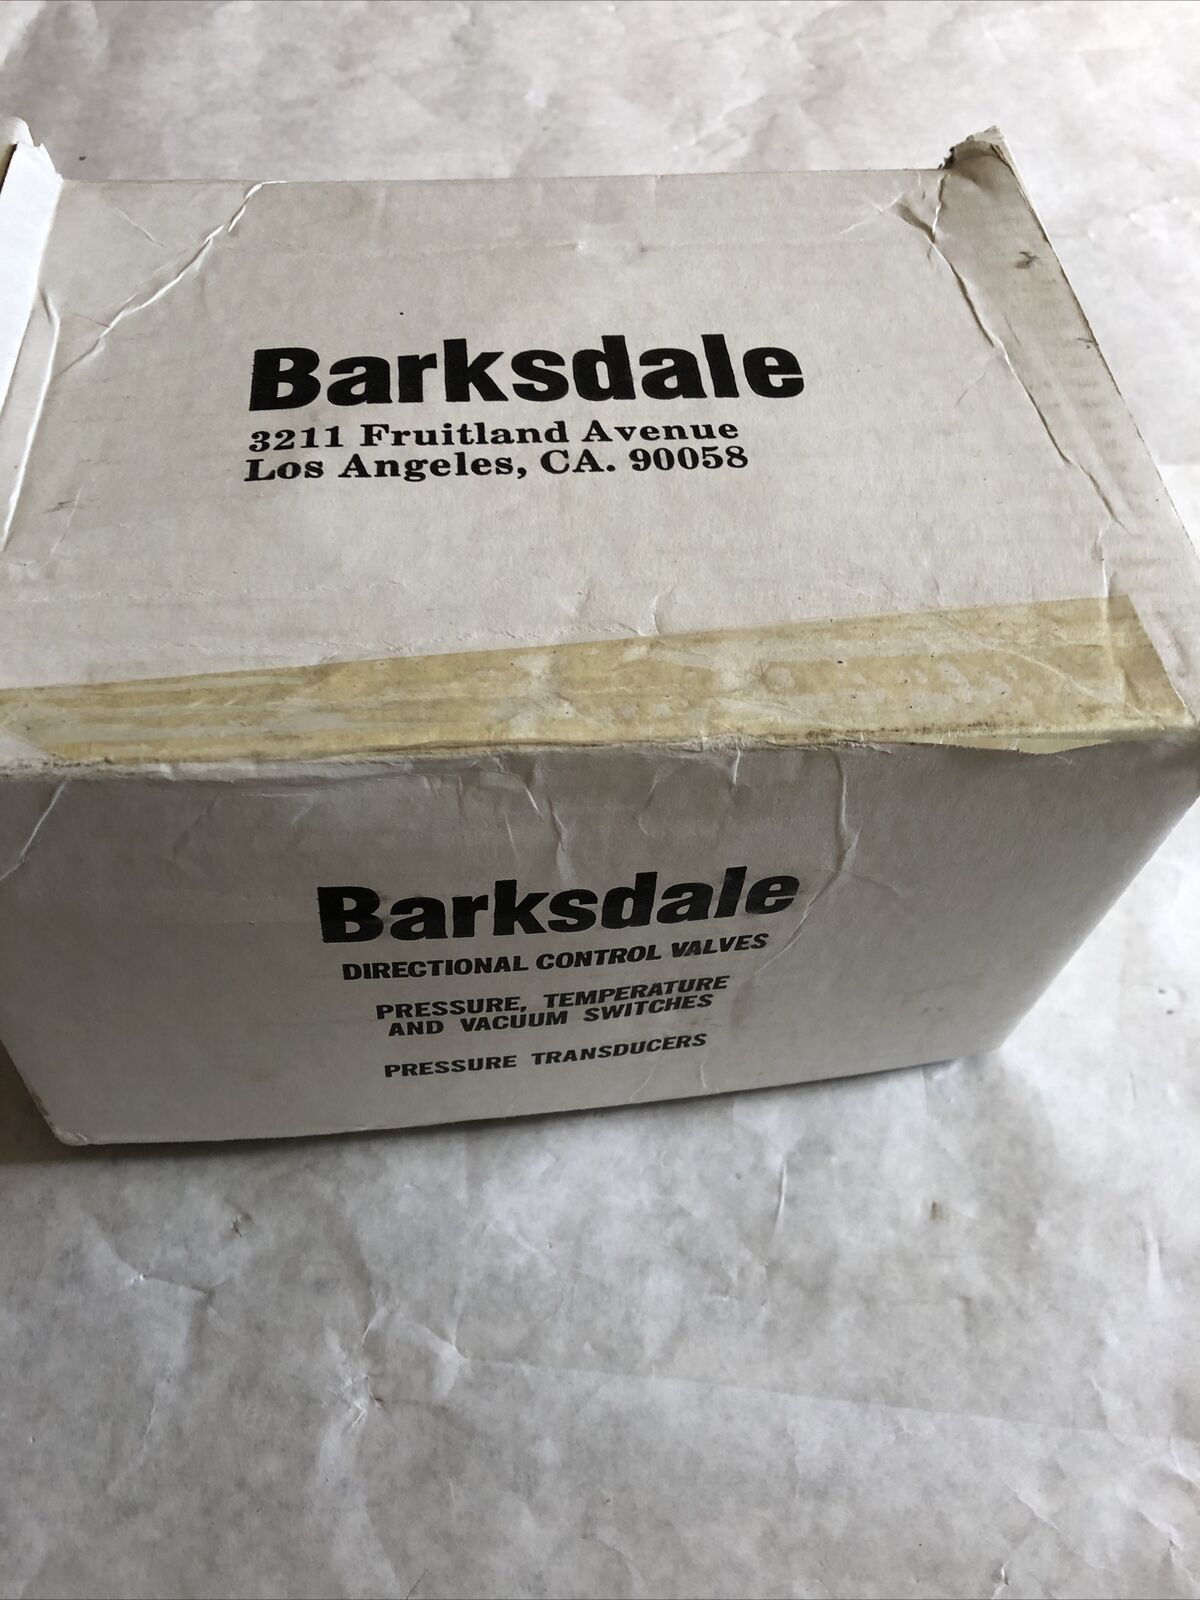 Barksdale
3211 Fruitland Avenue
Los Angeles, CA. 90058
Barksdale
DIRECTIONAL CONTROL VALVES
PRESSURE, TEMPERATURE
AND VACUUM SWITCHES
PRESSURE TRANSDUCERS